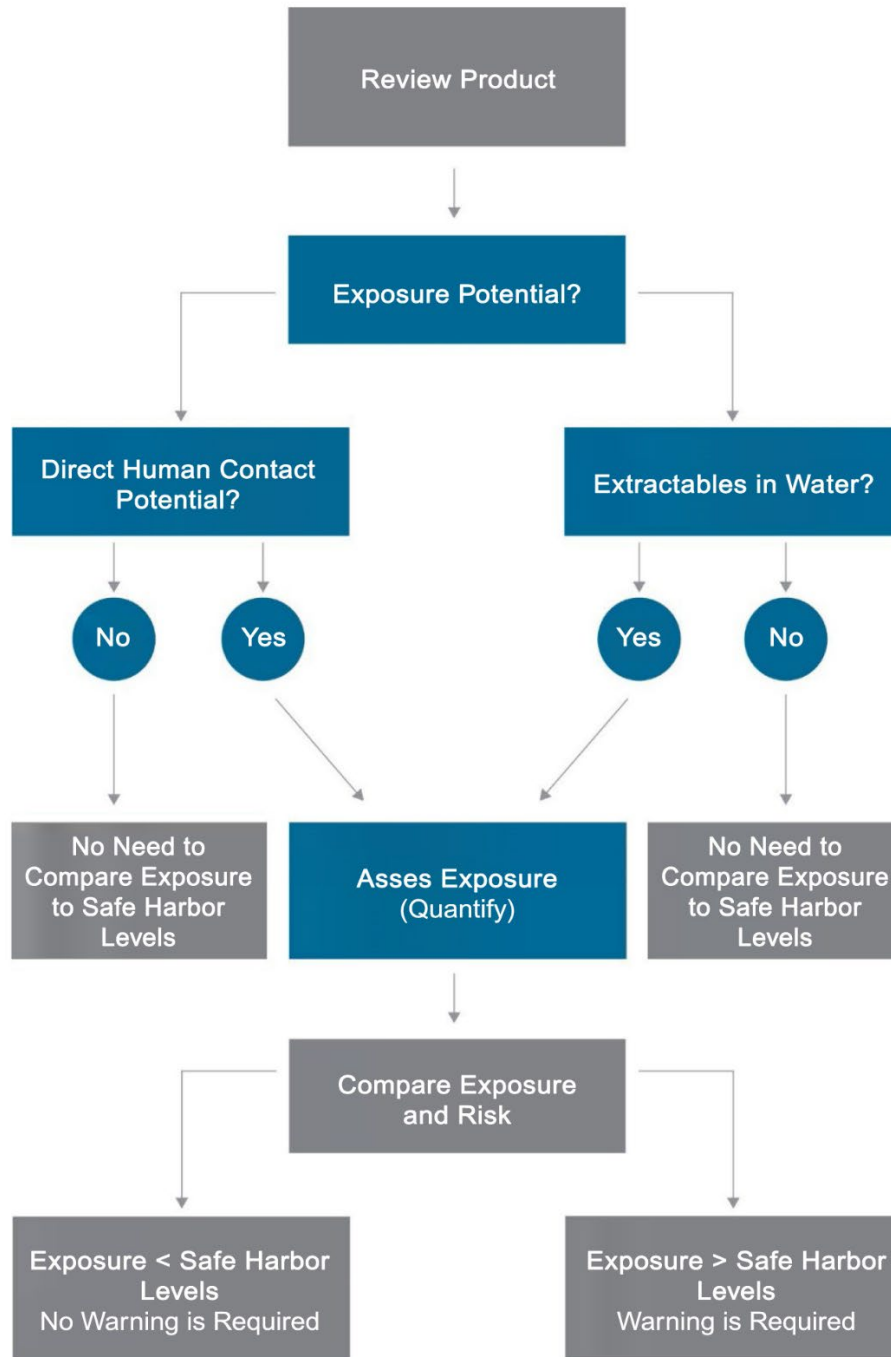 Review Product
Exposure Potential?
Direct Human Contact
Potential?
Extractables in Water?
No
Yes
Yes
No
No Need to
Compare Exposure
to Safe Harbor
Levels
Asses Exposure
(Quantify)
No Need to
Compare Exposure
to Safe Harbor
Levels
Compare Exposure
and Risk
Exposure < Safe Harbor
Levels
No Warning is Required
Exposure > Safe Harbor
Levels
Warning is Required